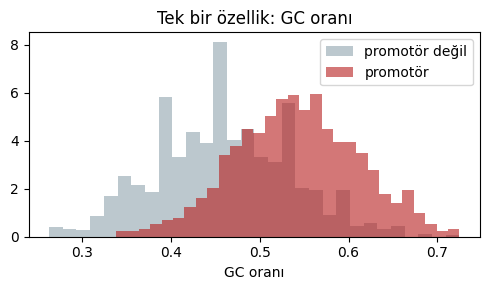 Tek bir özellik: GC oranı
promotör değil
promotör
8
6
4
2
0
0.3 0.4 0.5 0.6 0.7
GC oranı